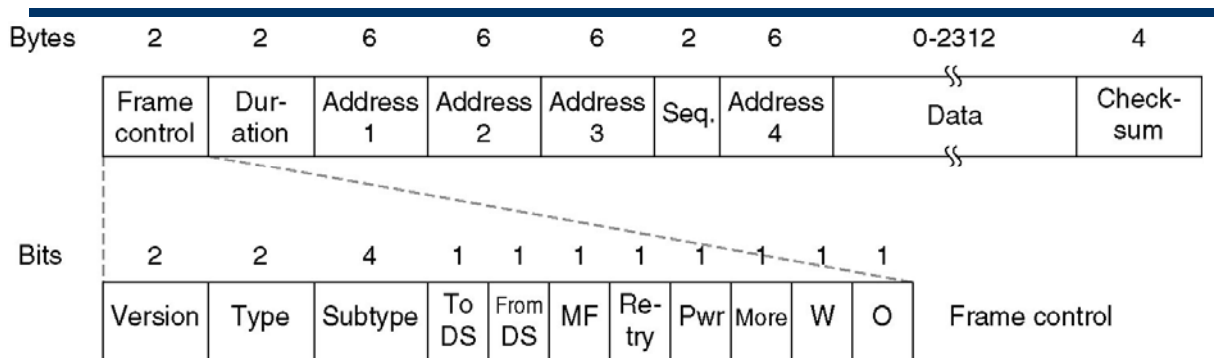 Bytes 2 2 6 6 6 2 6 0-2312 4
Frame control Dur-ation Address 1 Address 2 Address 3 Seq. Address 4 Data Check-sum
Bits 2 2 4 1 1 1 1 1 1 1 1
Version Type Subtype To DS From DS MF Re-try Pwr More W O Frame control